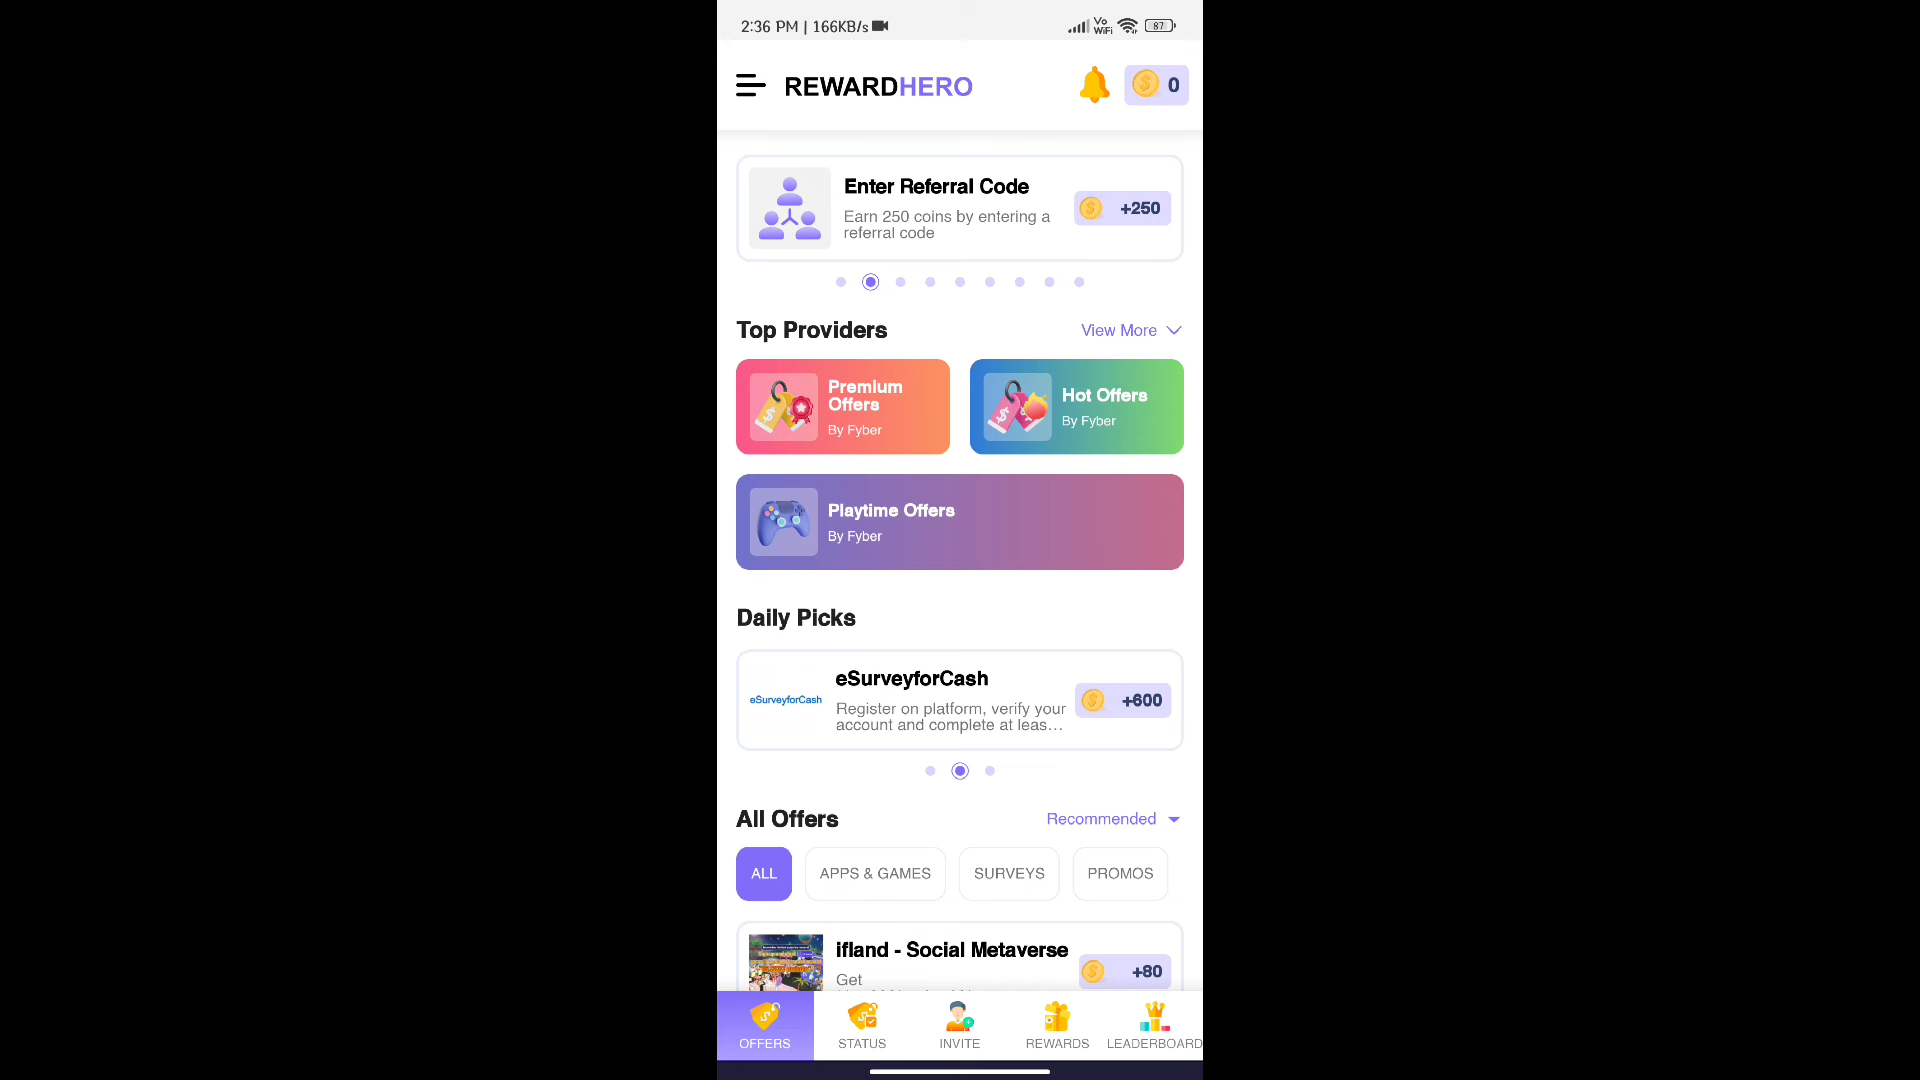 2:36 PM | 166KB/s
Vo
WiFi
87
REWARDHERO
0
Enter Referral Code
Earn 250 coins by entering a
referral code
+250
Top Providers
View More
Premium
Offers
By Fyber
Hot Offers
By Fyber
Playtime Offers
By Fyber
Daily Picks
eSurveyforCash
eSurveyforCash
Register on platform, verify your
account and complete at leas…
+600
All Offers
Recommended
ALL
APPS & GAMES
SURVEYS
PROMOS
ifland - Social Metaverse
Get
+80
OFFERS
STATUS
INVITE
REWARDS
LEADERBOARD